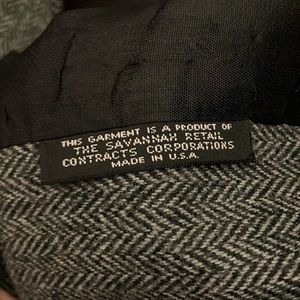 THIS GARMENT IS A PRODUCT OF
THE SAVANNAH RETAIL
CONTRACTS CORPORATIONS
MADE IN U.S.A.